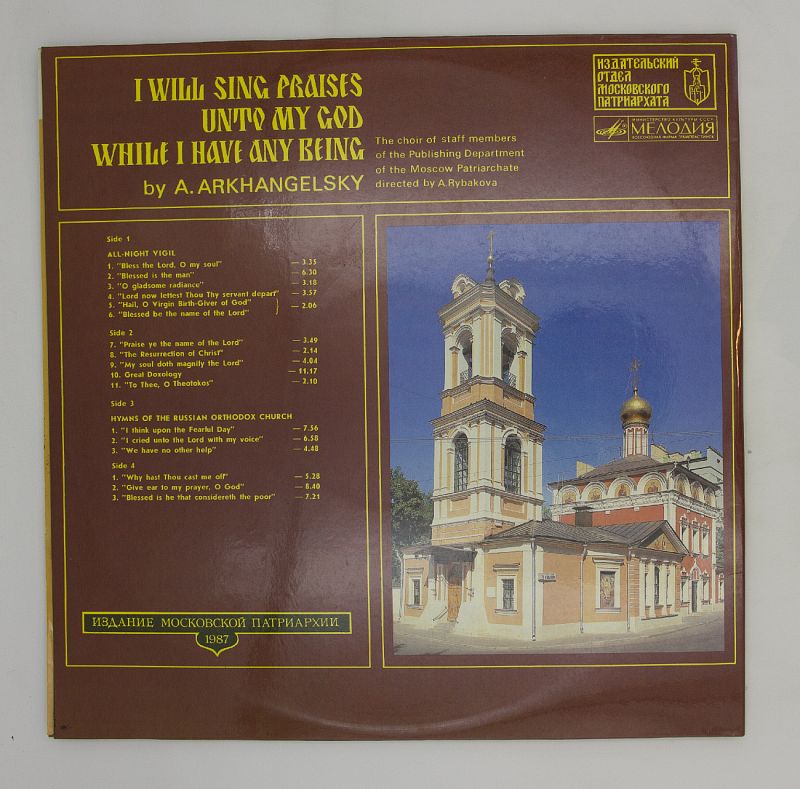 I WILL SING PRAISES
UNTO MY GOD
WHILE I HAVE ANY BEING
by A. ARKHANGELSKY
The choir of staff members
of the Publishing Department
of the Moscow Patriarchate
directed by A.Rybakova
ИЗДАТЕЛЬСКИЙ
ОТДЕЛ
МОСКОВСКОГО
ПАТРИАРХАТА
МИНИСТЕРСТВО КУЛЬТУРЫ СССР
МЕЛОДИЯ
ВСЕСОЮЗНАЯ ФИРМА ГРАМПЛАСТИНОК
Side 1
ALL-NIGHT VIGIL
1. "Bless the Lord, O my soul" — 3.35
2. "Blessed is the man" — 6.30
3. "O gladsome radiance" — 3.18
4. "Lord now lettest Thou Thy servant depart" — 3.57
5. "Hail, O Virgin Birth-Giver of God" — 2.06
6. "Blessed be the name of the Lord"
Side 2
7. "Praise ye the name of the Lord" — 3.49
8. "The Resurrection of Christ" — 2.14
9. "My soul doth magnify the Lord" — 4.04
10. Great Doxology — 11.17
11. "To Thee, O Theotokos" — 2.10
Side 3
HYMNS OF THE RUSSIAN ORTHODOX CHURCH
1. "I think upon the Fearful Day" — 7.56
2. "I cried unto the Lord with my voice" — 6.58
3. "We have no other help" — 4.48
Side 4
1. "Why hast Thou cast me off" — 5.28
2. "Give ear to my prayer, O God" — 8.40
3. "Blessed is he that considereth the poor" — 7.21
ИЗДАНИЕ МОСКОВСКОЙ ПАТРИАРХИИ
1987